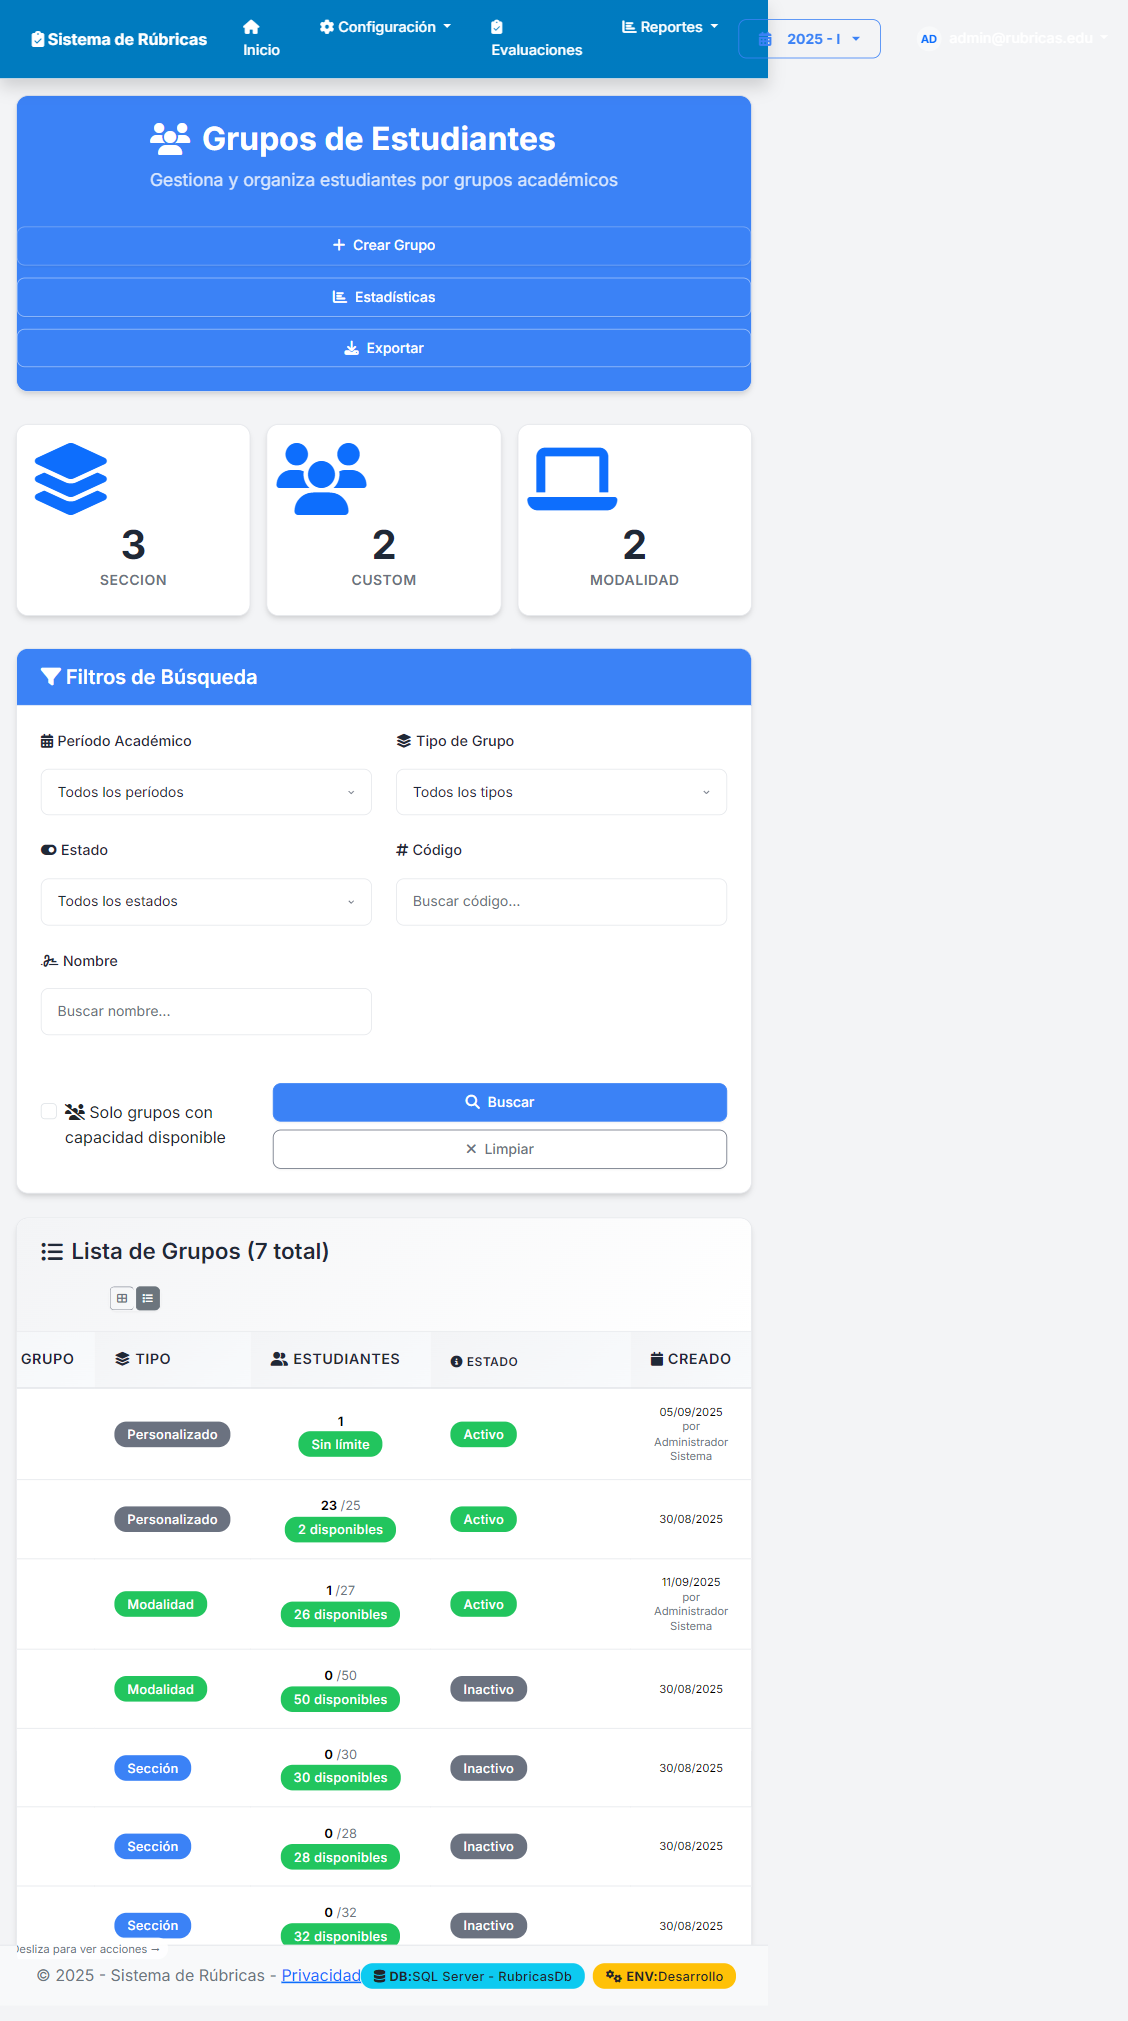 Sistema de Rúbricas
Inicio
Configuración
Evaluaciones
Reportes
2025 - I
AD
admin@rubricas.edu
Grupos de Estudiantes
Gestiona y organiza estudiantes por grupos académicos
Crear Grupo
Estadísticas
Exportar
3
SECCION
2
CUSTOM
2
MODALIDAD
Filtros de Búsqueda
Período Académico
Tipo de Grupo
Todos los períodos
Todos los tipos
Estado
Código
Todos los estados
Buscar código...
Nombre
Buscar nombre...
Solo grupos con
capacidad disponible
Buscar
Limpiar
Lista de Grupos (7 total)
GRUPO TIPO ESTUDIANTES ESTADO CREADO
Personalizado
1
Sin límite
Activo
05/09/2025
por
Administrador
Sistema
Personalizado
23 /25
2 disponibles
Activo
30/08/2025
Modalidad
1 /27
26 disponibles
Activo
11/09/2025
por
Administrador
Sistema
Modalidad
0 /50
50 disponibles
Inactivo
30/08/2025
Sección
0 /30
30 disponibles
Inactivo
30/08/2025
Sección
0 /28
28 disponibles
Inactivo
30/08/2025
Sección
0 /32
32 disponibles
Inactivo
30/08/2025
Desliza para ver acciones →
© 2025 - Sistema de Rúbricas - Privacidad
DB:SQL Server - RubricasDb
ENV:Desarrollo